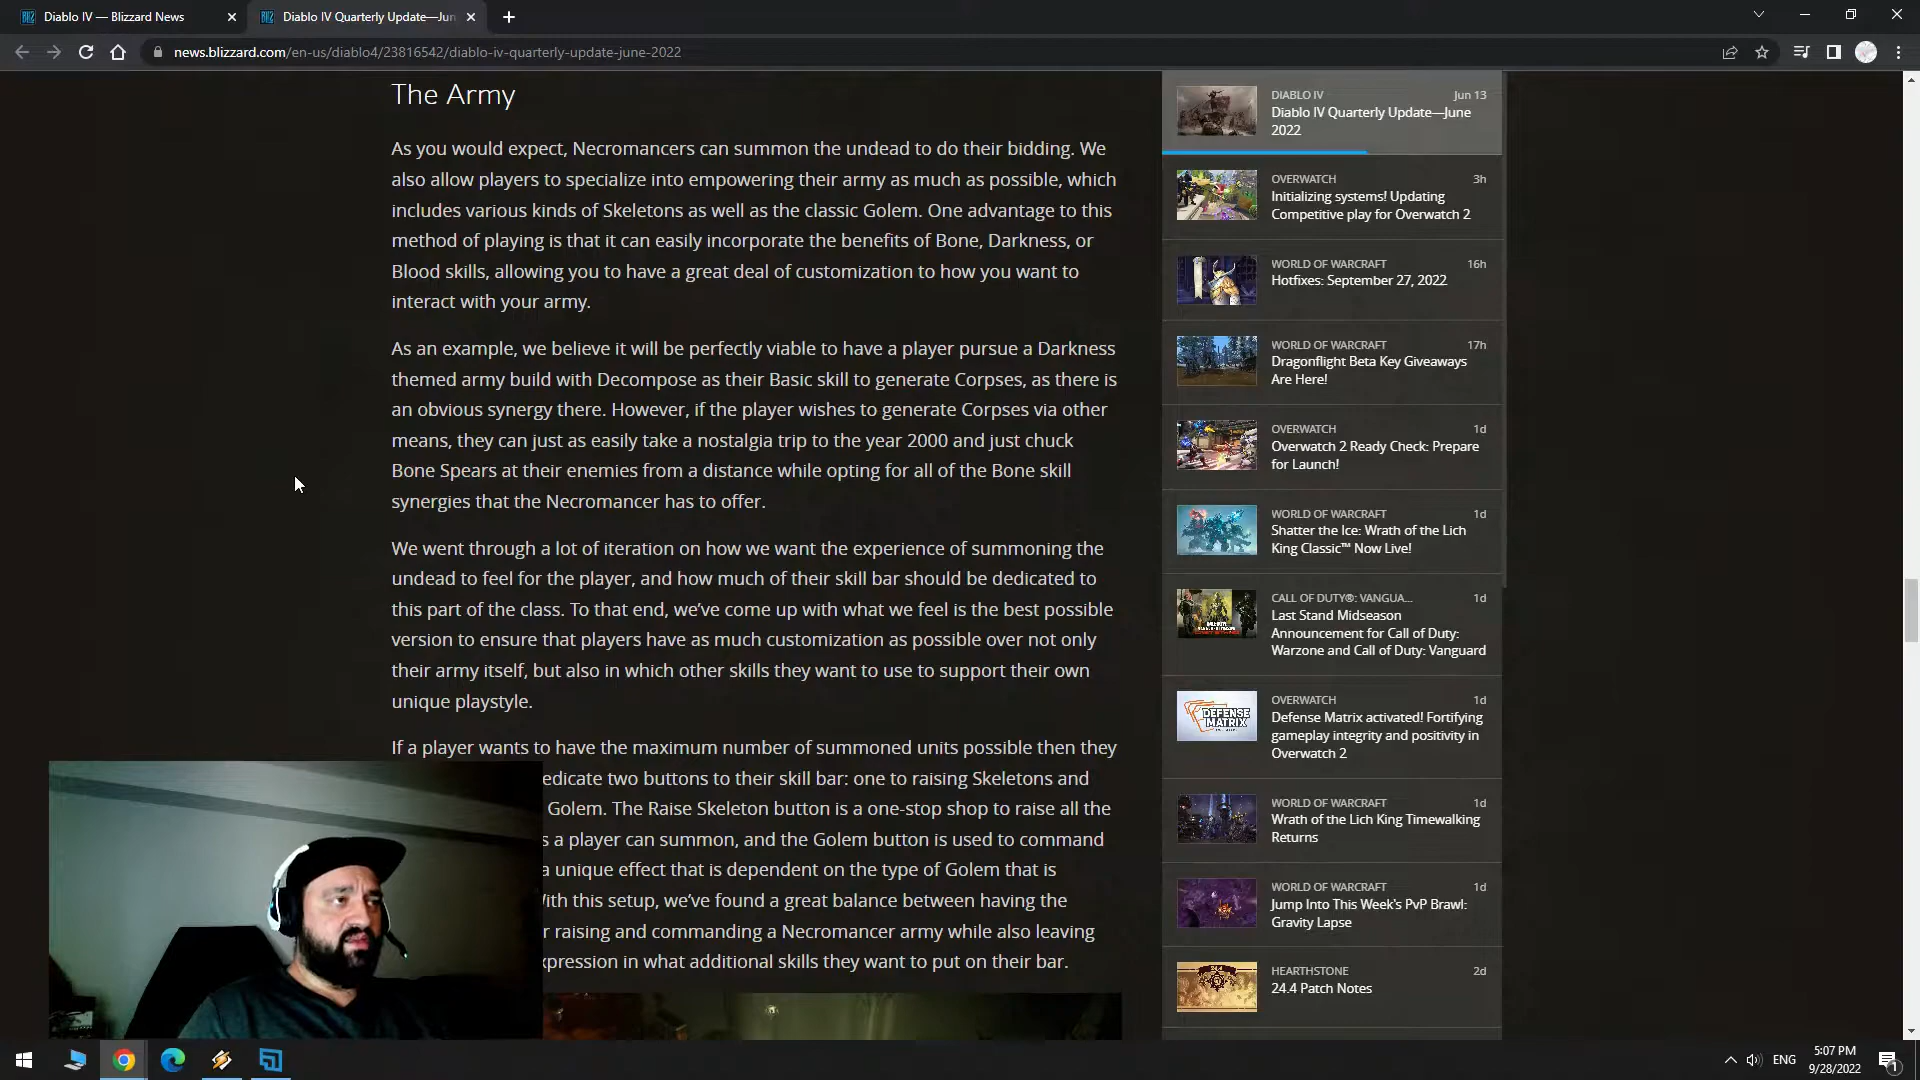 Diablo IV — Blizzard News
Diablo IV Quarterly Update—Jun
news.blizzard.com/en-us/diablo4/23816542/diablo-iv-quarterly-update-june-2022
The Army
As you would expect, Necromancers can summon the undead to do their bidding. We
also allow players to specialize into empowering their army as much as possible, which
includes various kinds of Skeletons as well as the classic Golem. One advantage to this
method of playing is that it can easily incorporate the benefits of Bone, Darkness, or
Blood skills, allowing you to have a great deal of customization to how you want to
interact with your army.
As an example, we believe it will be perfectly viable to have a player pursue a Darkness
themed army build with Decompose as their Basic skill to generate Corpses, as there is
an obvious synergy there. However, if the player wishes to generate Corpses via other
means, they can just as easily take a nostalgia trip to the year 2000 and just chuck
Bone Spears at their enemies from a distance while opting for all of the Bone skill
synergies that the Necromancer has to offer.
We went through a lot of iteration on how we want the experience of summoning the
undead to feel for the player, and how much of their skill bar should be dedicated to
this part of the class. To that end, we’ve come up with what we feel is the best possible
version to ensure that players have as much customization as possible over not only
their army itself, but also in which other skills they want to use to support their own
unique playstyle.
If a player wants to have the maximum number of summoned units possible then they
edicate two buttons to their skill bar: one to raising Skeletons and
Golem. The Raise Skeleton button is a one-stop shop to raise all the
s a player can summon, and the Golem button is used to command
a unique effect that is dependent on the type of Golem that is
ith this setup, we’ve found a great balance between having the
r raising and commanding a Necromancer army while also leaving
xpression in what additional skills they want to put on their bar.
DIABLO IV Jun 13
Diablo IV Quarterly Update—June
2022
OVERWATCH 3h
Initializing systems! Updating
Competitive play for Overwatch 2
WORLD OF WARCRAFT 16h
Hotfixes: September 27, 2022
WORLD OF WARCRAFT 17h
Dragonflight Beta Key Giveaways
Are Here!
OVERWATCH 1d
Overwatch 2 Ready Check: Prepare
for Launch!
WORLD OF WARCRAFT 1d
Shatter the Ice: Wrath of the Lich
King Classic™ Now Live!
CALL OF DUTY®: VANGUA... 1d
Last Stand Midseason
Announcement for Call of Duty:
Warzone and Call of Duty: Vanguard
DEFENSE
MATRIX
OVERWATCH 1d
Defense Matrix activated! Fortifying
gameplay integrity and positivity in
Overwatch 2
WORLD OF WARCRAFT 1d
Wrath of the Lich King Timewalking
Returns
WORLD OF WARCRAFT 1d
Jump Into This Week’s PvP Brawl:
Gravity Lapse
24.4
HEARTHSTONE 2d
24.4 Patch Notes
ENG
5:07 PM
9/28/2022
1